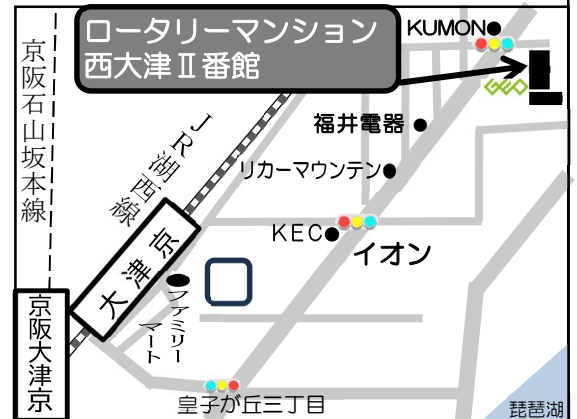 ロータリーマンション
西大津Ⅱ番館
KUMON
GEO
京阪石山坂本線
JR湖西線
福井電器
リカーマウンテン
KEC
イオン
大津京
ファミリー
マート
京阪大津京
皇子が丘三丁目
琵琶湖